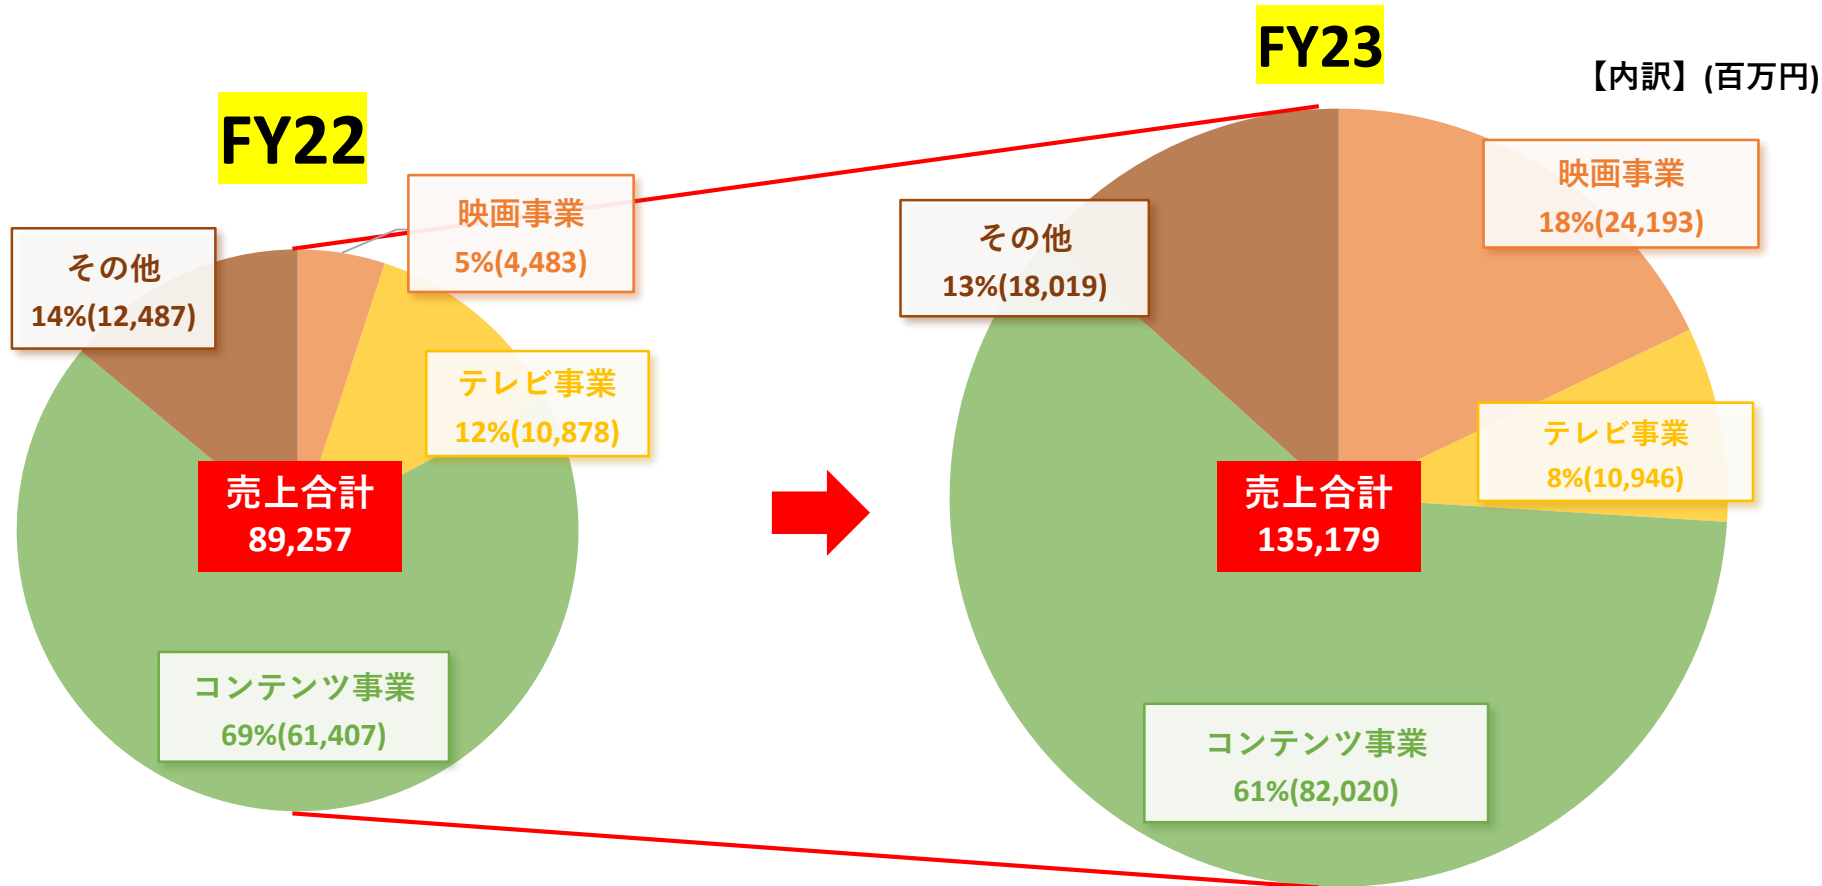 FY22
映画事業
5%(4,483)
その他
14%(12,487)
テレビ事業
12%(10,878)
売上合計
89,257
コンテンツ事業
69%(61,407)
FY23
【内訳】(百万円)
映画事業
18%(24,193)
その他
13%(18,019)
テレビ事業
8%(10,946)
売上合計
135,179
コンテンツ事業
61%(82,020)